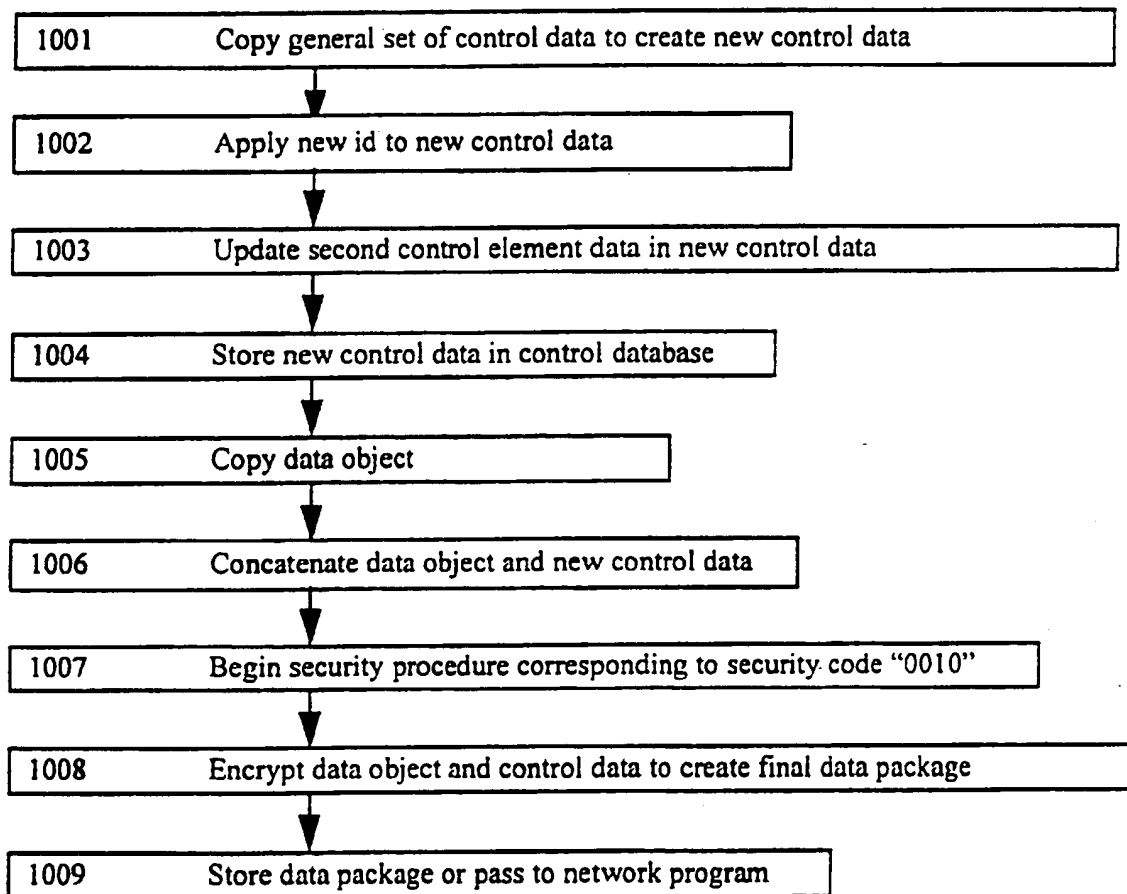 1001 Copy general set of control data to create new control data
1002 Apply new id to new control data
1003 Update second control element data in new control data
1004 Store new control data in control database
1005 Copy data object
1006 Concatenate data object and new control data
1007 Begin security procedure corresponding to security code “0010”
1008 Encrypt data object and control data to create final data package
1009 Store data package or pass to network program